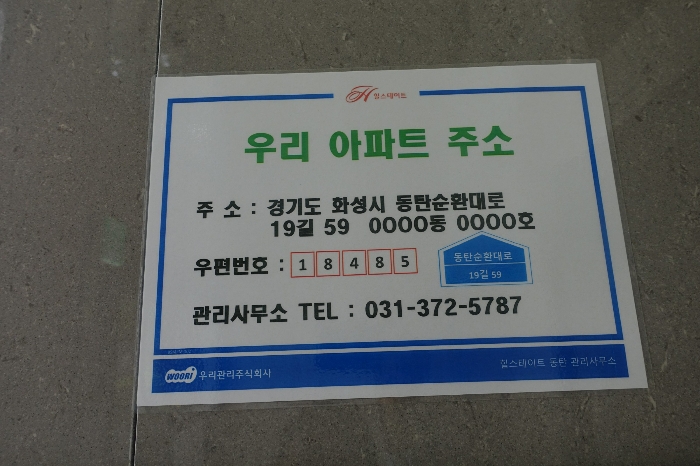 힐스테이트
우리 아파트 주소
주 소 : 경기도 화성시 동탄순환대로
19길 59 0000동 0000호
우편번호 : 18485
동탄순환대로
19길 59
관리사무소 TEL : 031-372-5787
WOORI 우리관리주식회사
힐스테이트 동탄 관리사무소